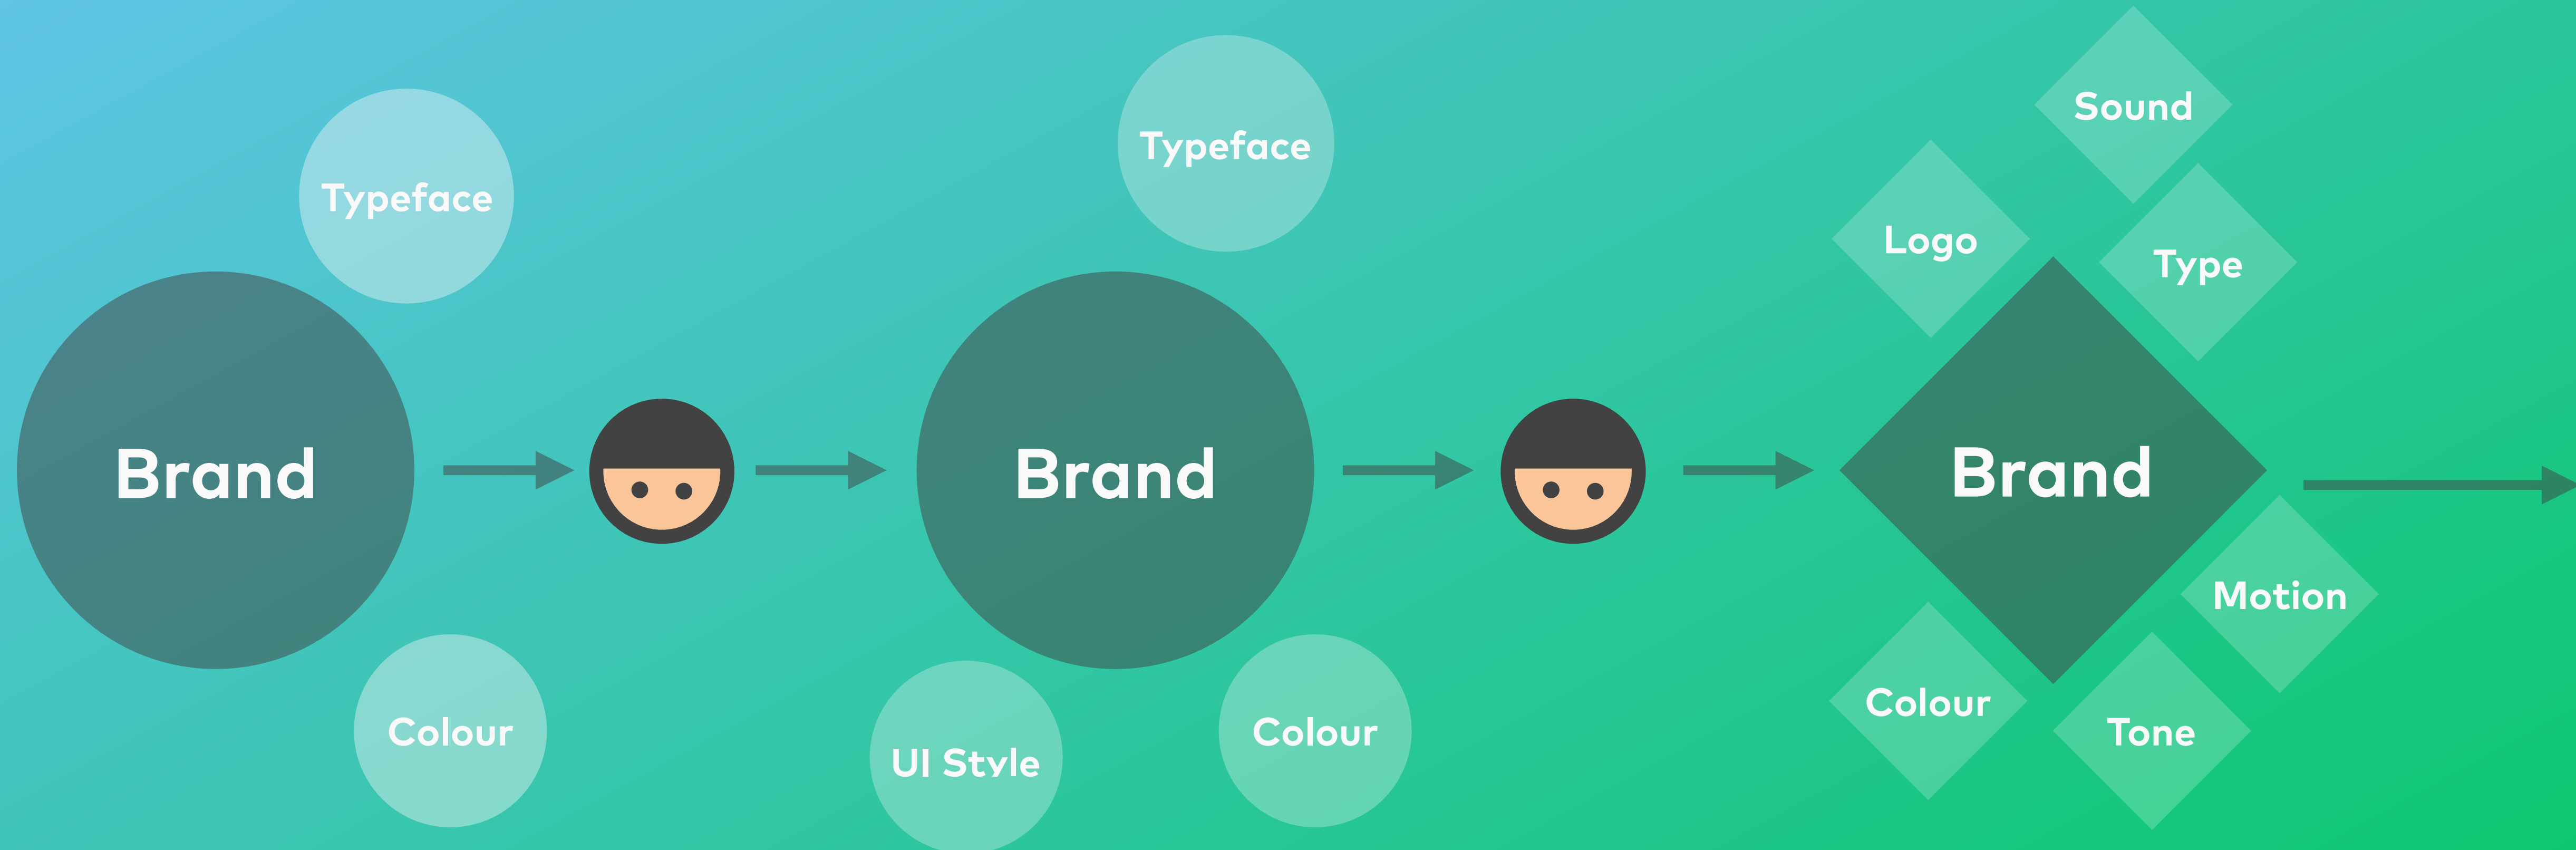 Typeface
Brand
Colour
Typeface
Brand
UI Style
Colour
Sound
Logo
Type
Brand
Motion
Colour
Tone